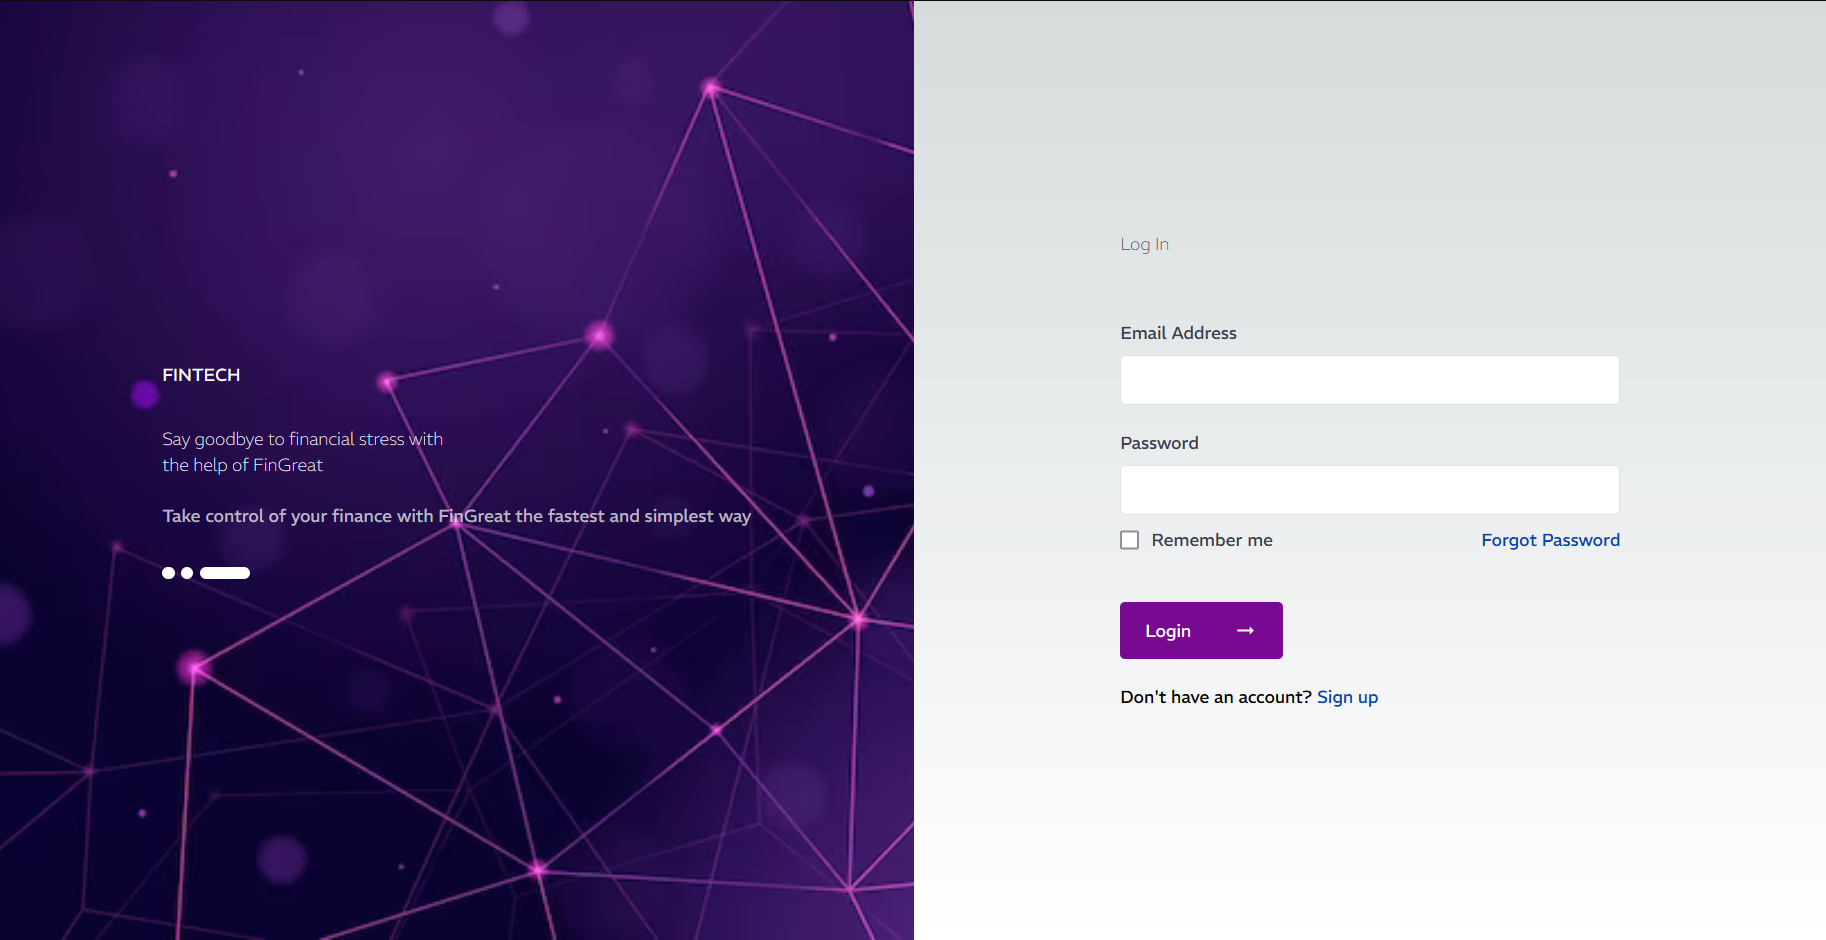 FINTECH
Say goodbye to financial stress with
the help of FinGreat
Take control of your finance with FinGreat the fastest and simplest way
Log In
Email Address
Password
Remember me
Forgot Password
Login
Don't have an account? Sign up